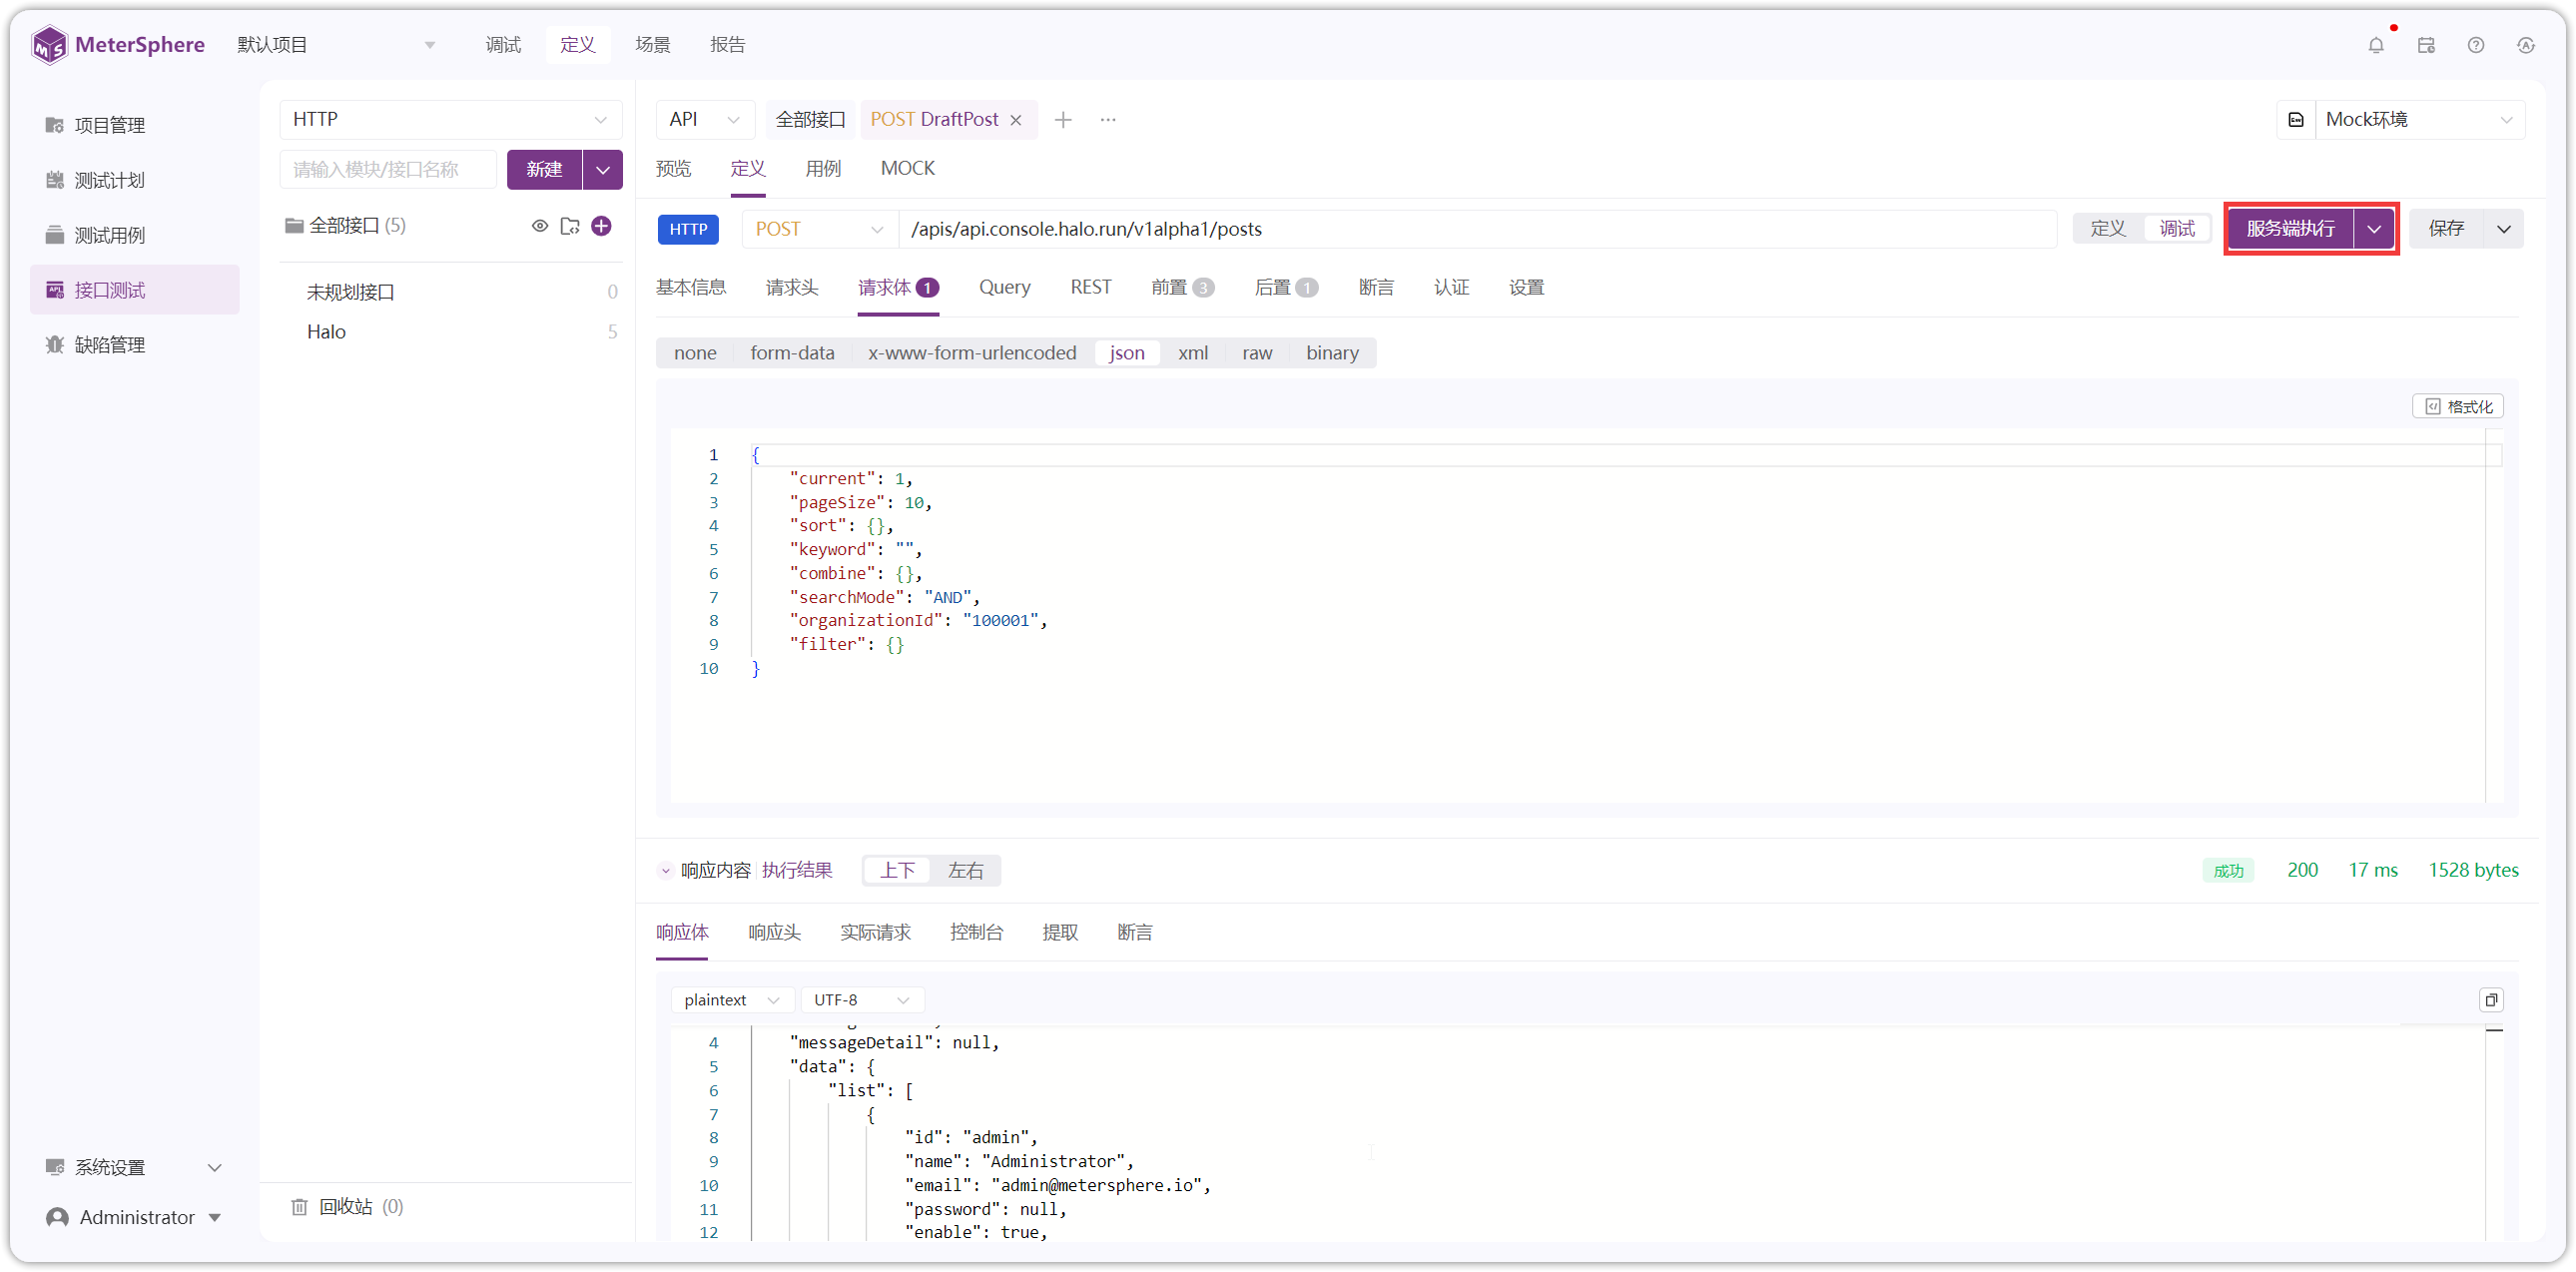 MeterSphere 默认项目 调试 定义 场景 报告
项目管理
测试计划
测试用例
接口测试
缺陷管理
系统设置
Administrator
HTTP
请输入模块/接口名称 新建
全部接口 (5)
未规划接口 0
Halo 5
回收站 (0)
API 全部接口 POST DraftPost Mock环境
预览 定义 用例 MOCK
HTTP POST /apis/api.console.halo.run/v1alpha1/posts 定义 调试 服务端执行 保存
基本信息 请求头 请求体 1 Query REST 前置 3 后置 1 断言 认证 设置
none form-data x-www-form-urlencoded json xml raw binary
格式化
1 {
2 "current": 1,
3 "pageSize": 10,
4 "sort": {},
5 "keyword": "",
6 "combine": {},
7 "searchMode": "AND",
8 "organizationId": "100001",
9 "filter": {}
10 }
响应内容 执行结果 上下 左右 成功 200 17 ms 1528 bytes
响应体 响应头 实际请求 控制台 提取 断言
plaintext UTF-8
4 "messageDetail": null,
5 "data": {
6 "list": [
7 {
8 "id": "admin",
9 "name": "Administrator",
10 "email": "admin@metersphere.io",
11 "password": null,
12 "enable": true,